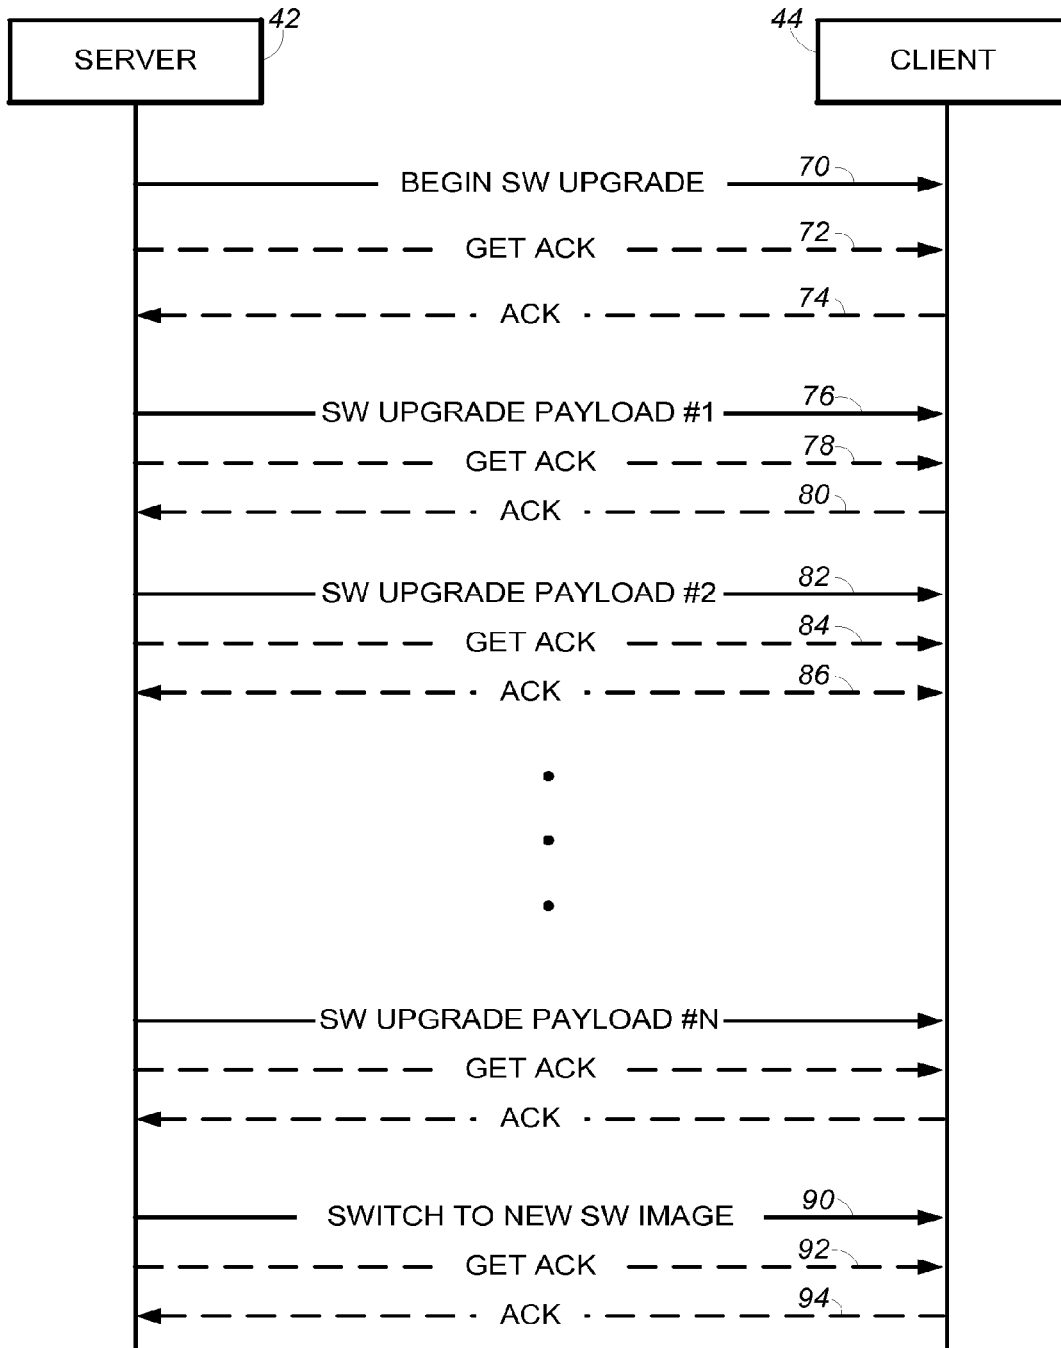 SERVER
42
44
CLIENT
70
BEGIN SW UPGRADE
72
GET ACK
74
ACK
76
SW UPGRADE PAYLOAD #1
78
GET ACK
80
ACK
82
SW UPGRADE PAYLOAD #2
84
GET ACK
86
ACK
SW UPGRADE PAYLOAD #N
GET ACK
ACK
90
SWITCH TO NEW SW IMAGE
92
GET ACK
94
ACK